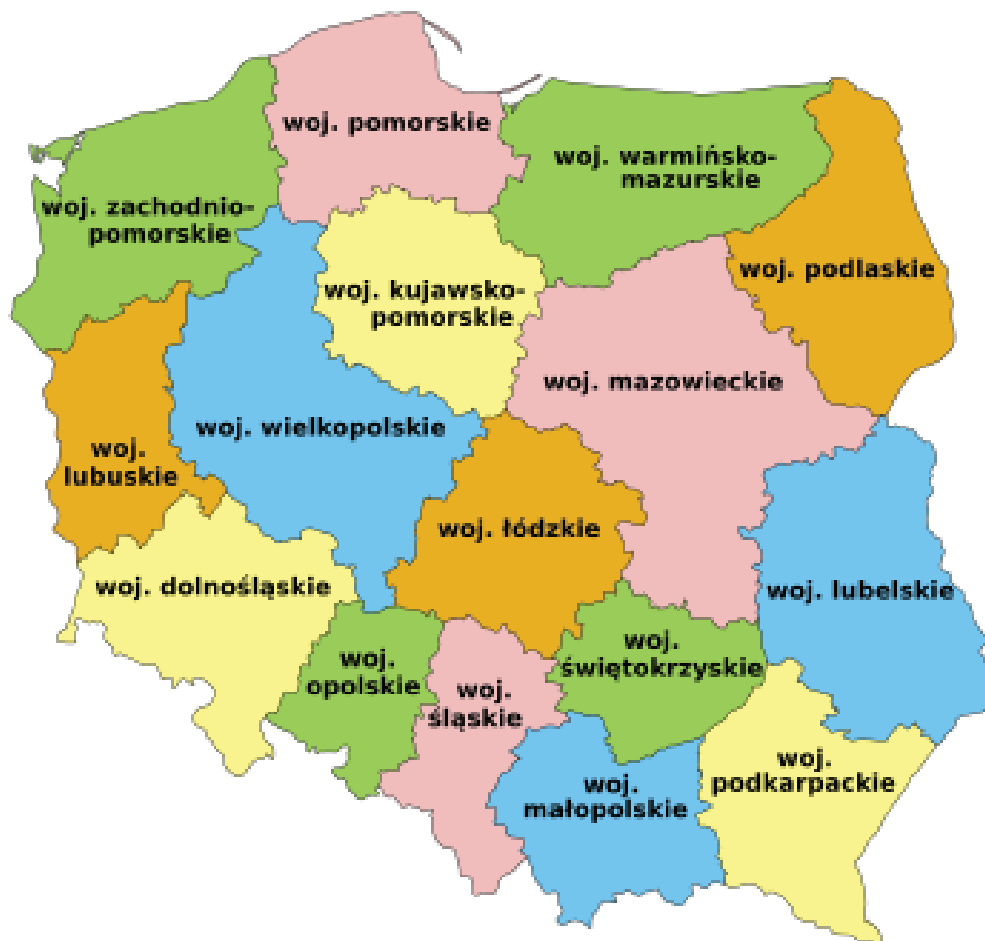 woj. pomorskie
woj. warmińsko-
mazurskie
woj. zachodnio-
pomorskie
woj. podlaskie
woj. kujawsko-
pomorskie
woj. mazowieckie
woj. wielkopolskie
woj.
lubuskie
woj. łódzkie
woj. dolnośląskie
woj. lubelskie
woj.
opolskie
woj.
świętokrzyskie
woj.
śląskie
woj.
podkarpackie
woj.
małopolskie